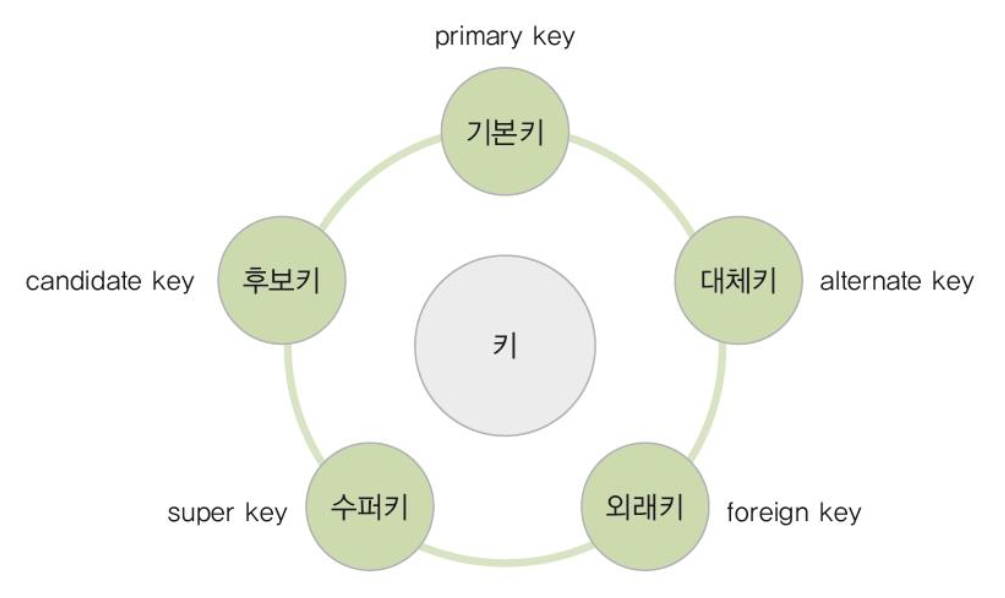 primary key
기본키
candidate key
후보키
대체키
alternate key
키
super key
수퍼키
외래키
foreign key